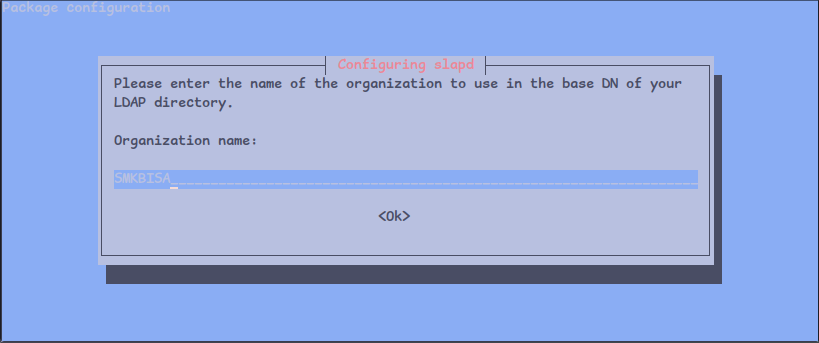 Package configuration
Configuring slapd
Please enter the name of the organization to use in the base DN of your
LDAP directory.
Organization name:
SMKBISA
<Ok>